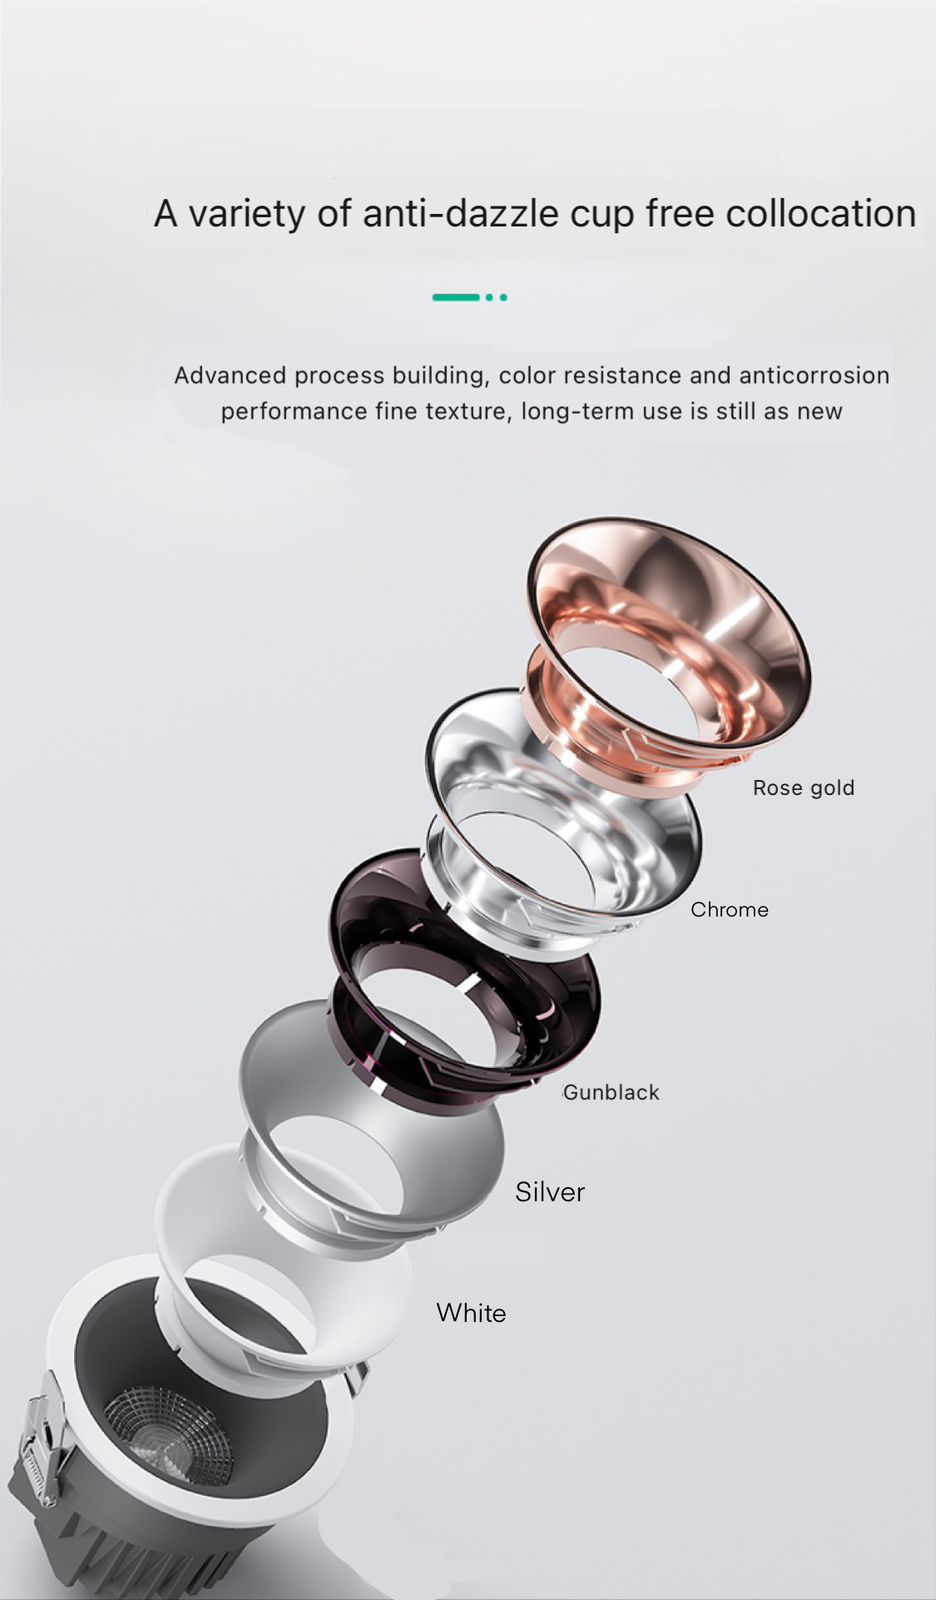 A variety of anti-dazzle cup free collocation
Advanced process building, color resistance and anticorrosion
performance fine texture, long-term use is still as new
Rose gold
Chrome
Gunblack
Silver
White